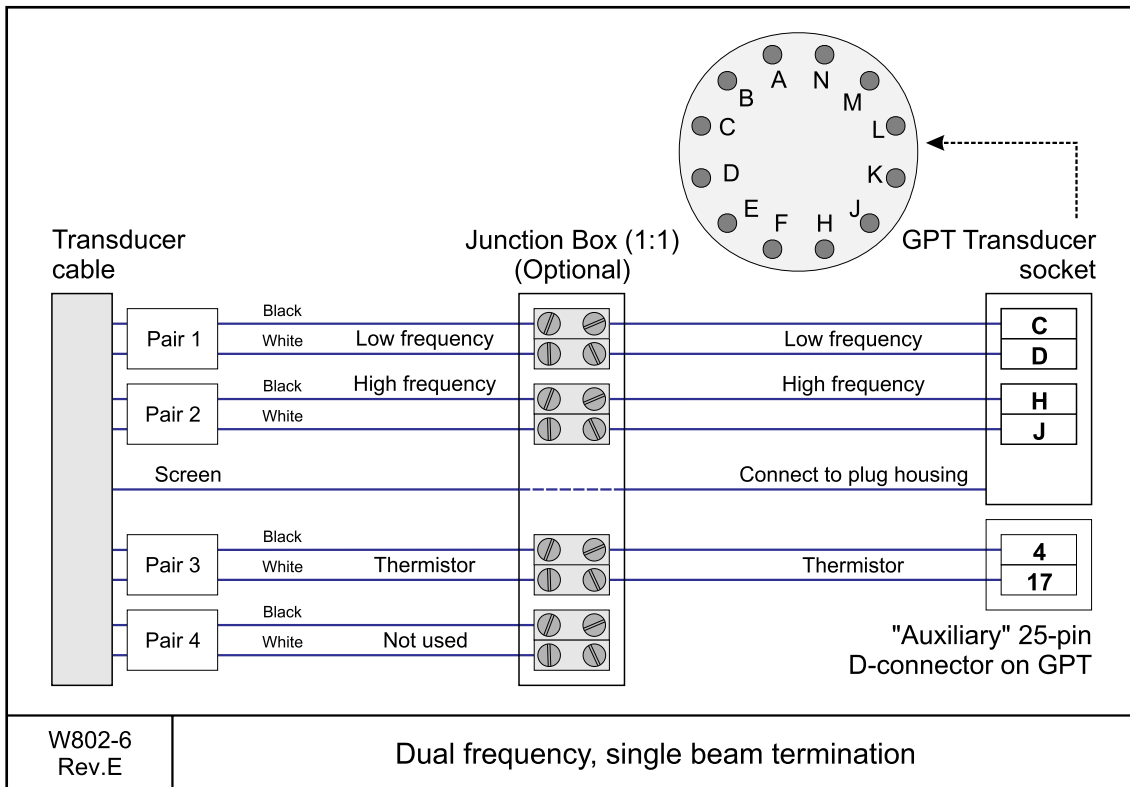 A N
B M
C L
D K
E J
F H
Transducer
cable
Junction Box (1:1)
(Optional)
GPT Transducer
socket
Pair 1
Black
White
Low frequency
Low frequency
C
D
Pair 2
Black
White
High frequency
High frequency
H
J
Screen
Connect to plug housing
Pair 3
Black
White
Thermistor
Thermistor
4
17
Pair 4
Black
White
Not used
"Auxiliary" 25-pin
D-connector on GPT
W802-6
Rev.E
Dual frequency, single beam termination